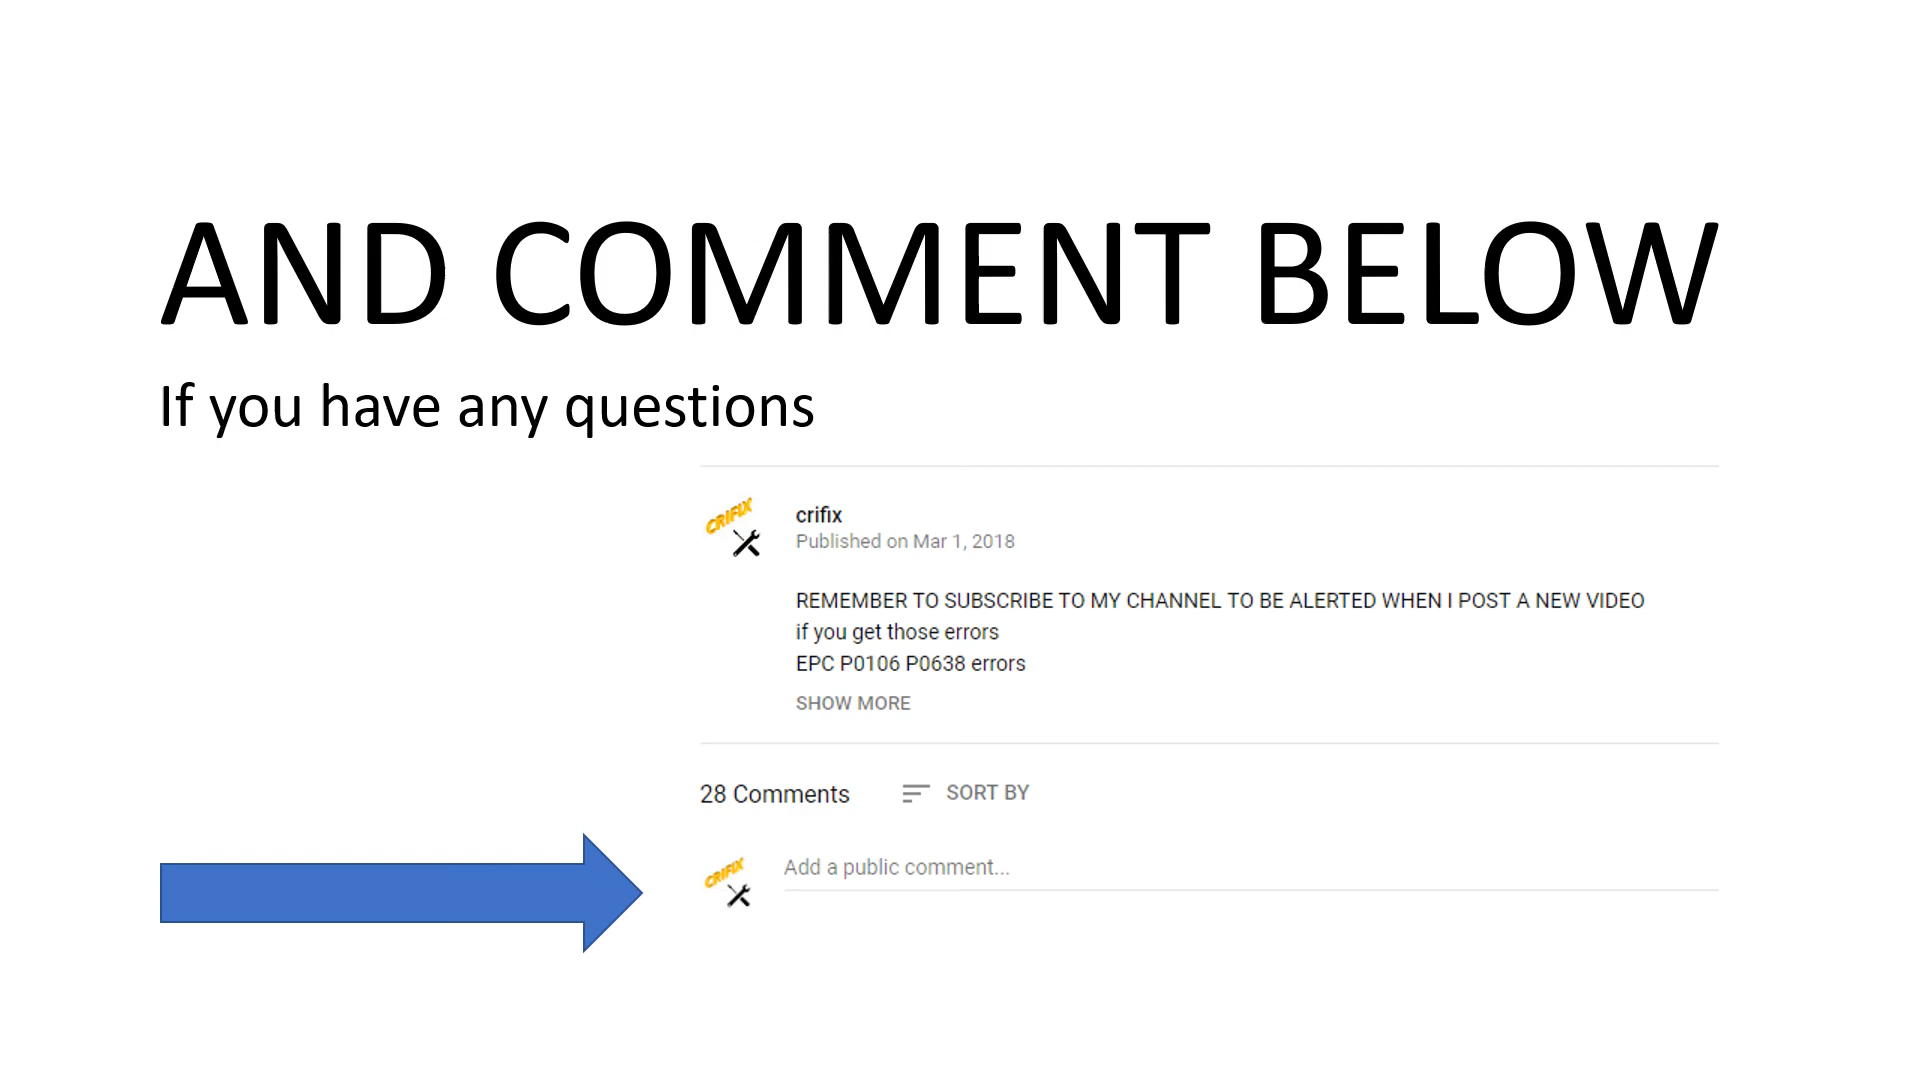 AND COMMENT BELOW
If you have any questions
CRIFIX
crifix
Published on Mar 1, 2018
REMEMBER TO SUBSCRIBE TO MY CHANNEL TO BE ALERTED WHEN I POST A NEW VIDEO
if you get those errors
EPC P0106 P0638 errors
SHOW MORE
28 Comments
SORT BY
CRIFIX
Add a public comment...